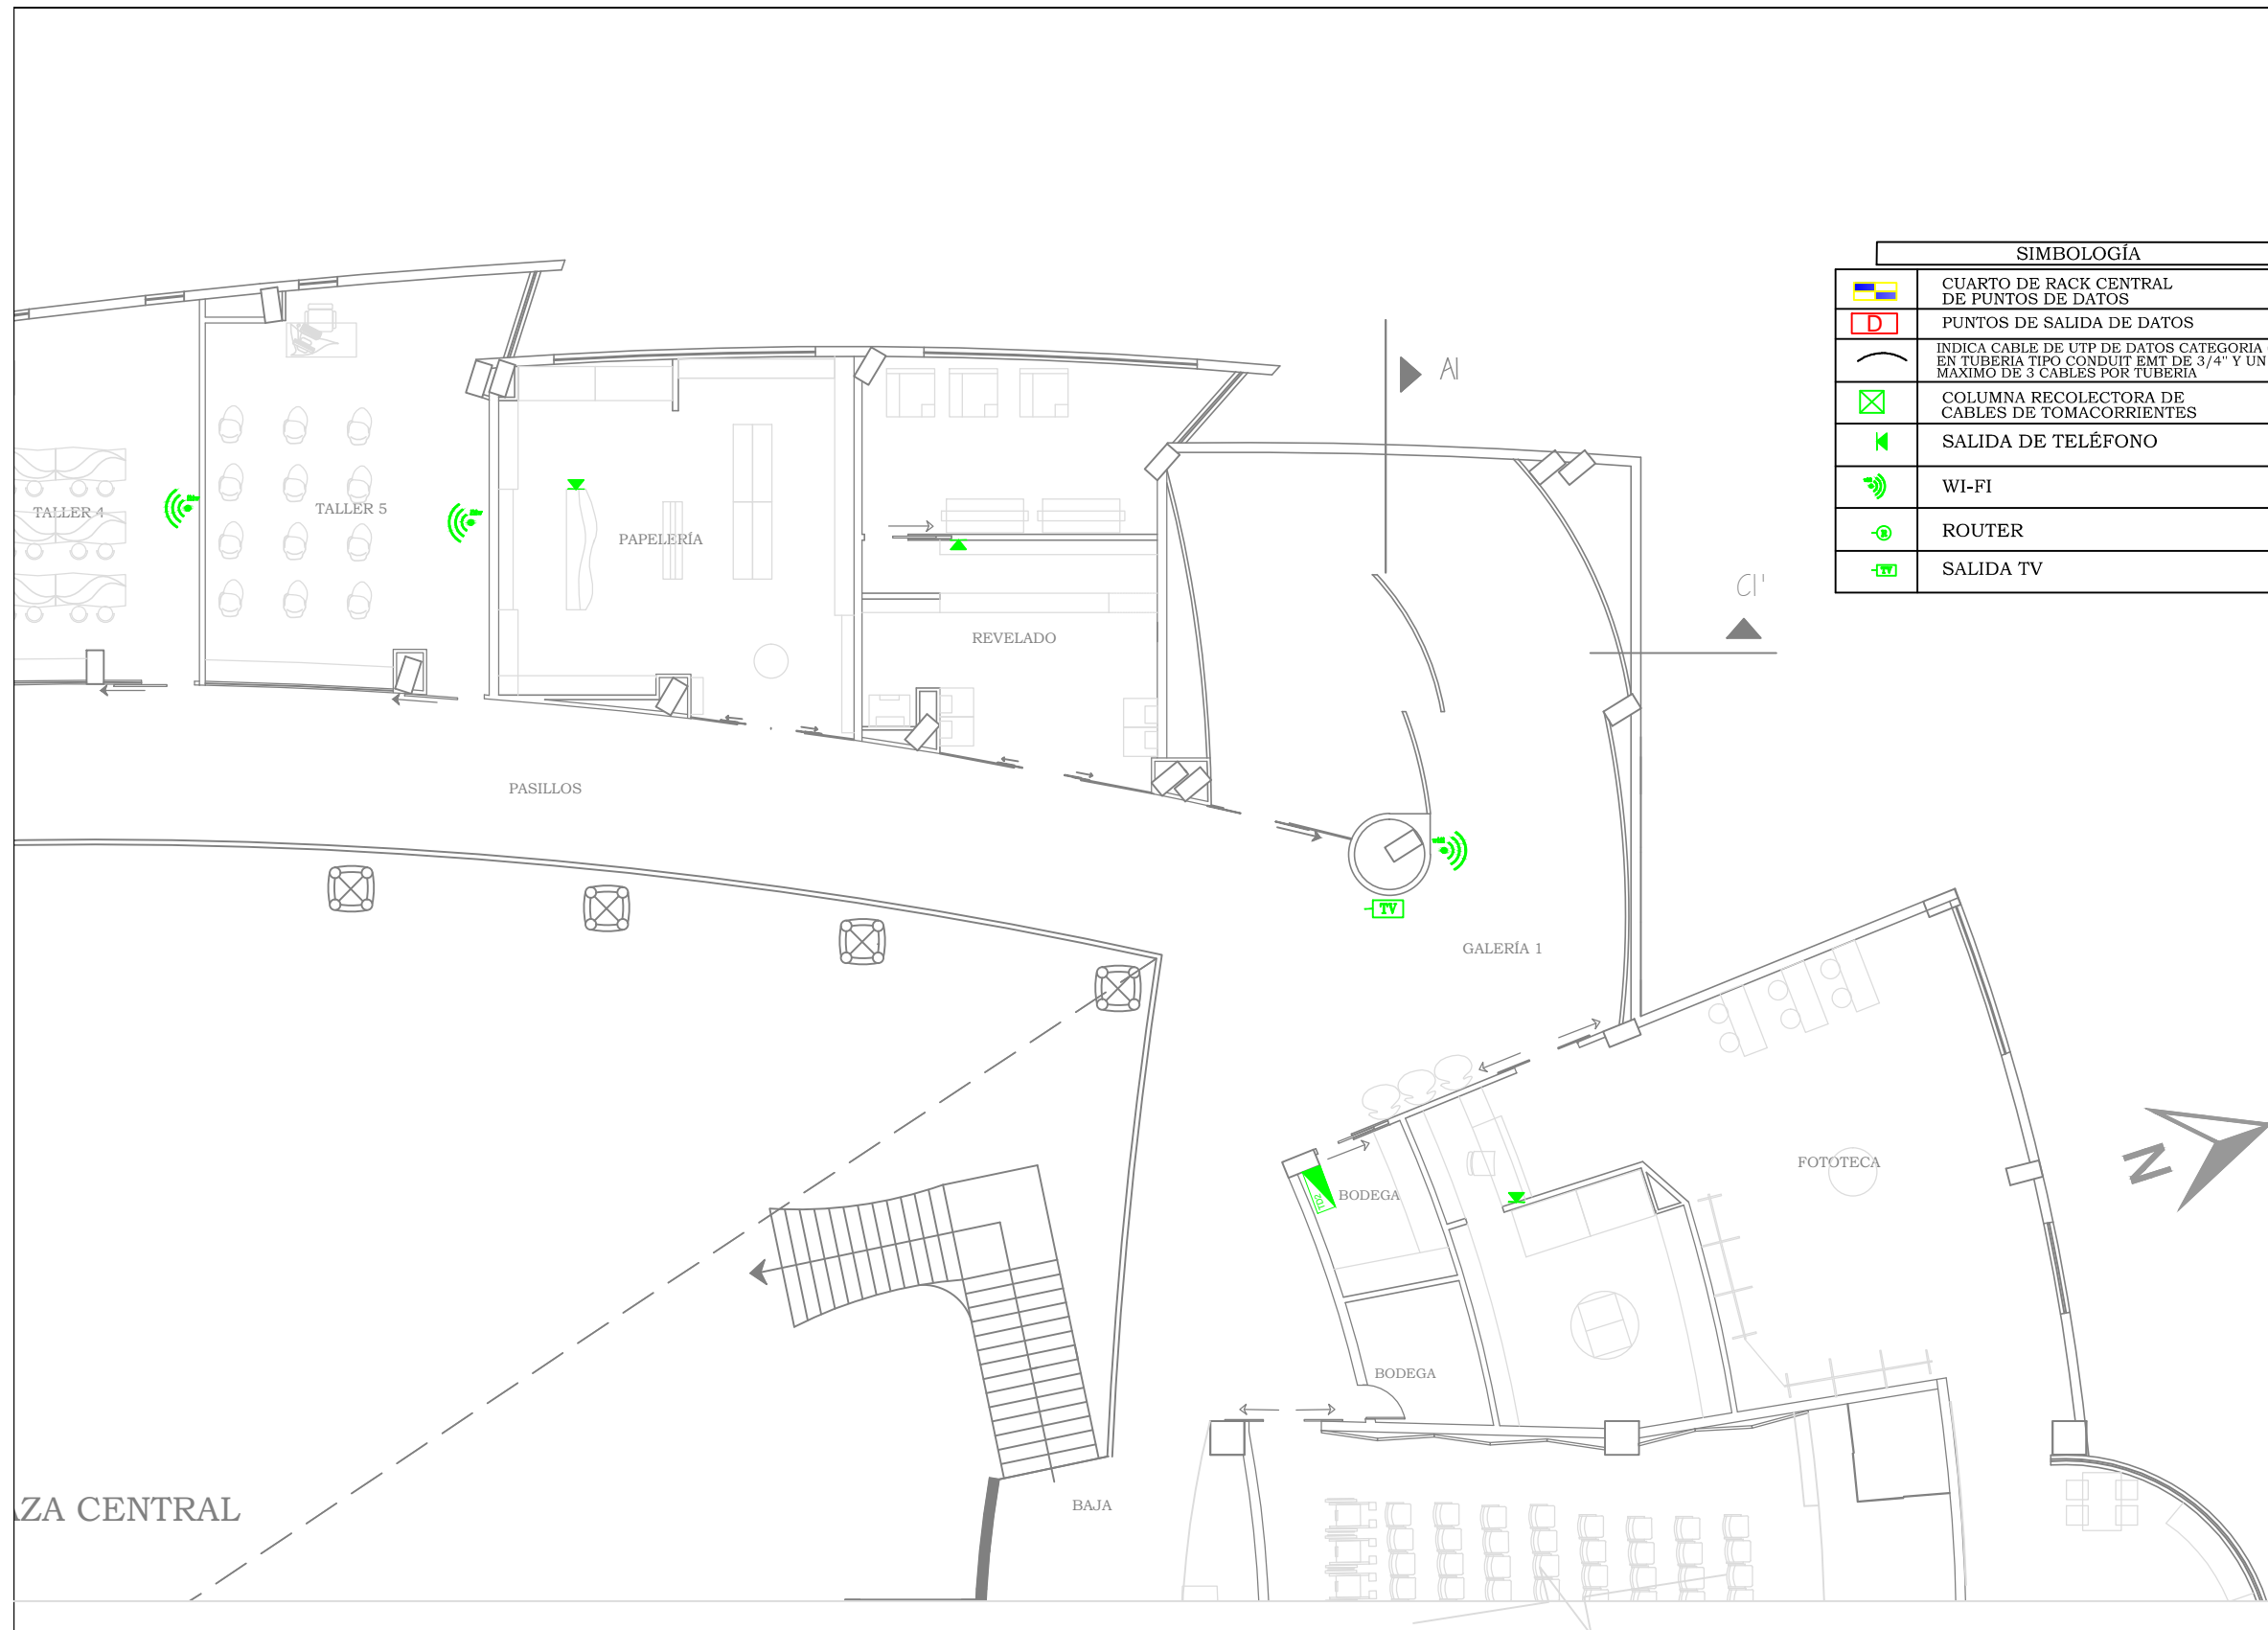 SIMBOLOGÍA
CUARTO DE RACK CENTRAL
DE PUNTOS DE DATOS
D
PUNTOS DE SALIDA DE DATOS
INDICA CABLE DE UTP DE DATOS CATEGORIA
EN TUBERIA TIPO CONDUIT EMT DE 3/4" Y UN
MAXIMO DE 3 CABLES POR TUBERIA
COLUMNA RECOLECTORA DE
CABLES DE TOMACORRIENTES
SALIDA DE TELÉFONO
WI-FI
R
ROUTER
TV
SALIDA TV
AI
CI'
TALLER 4
TALLER 5
PAPELERÍA
REVELADO
PASILLOS
TV
GALERÍA 1
FOTOTECA
N
BODEGA
BODEGA
BAJA
AZA CENTRAL